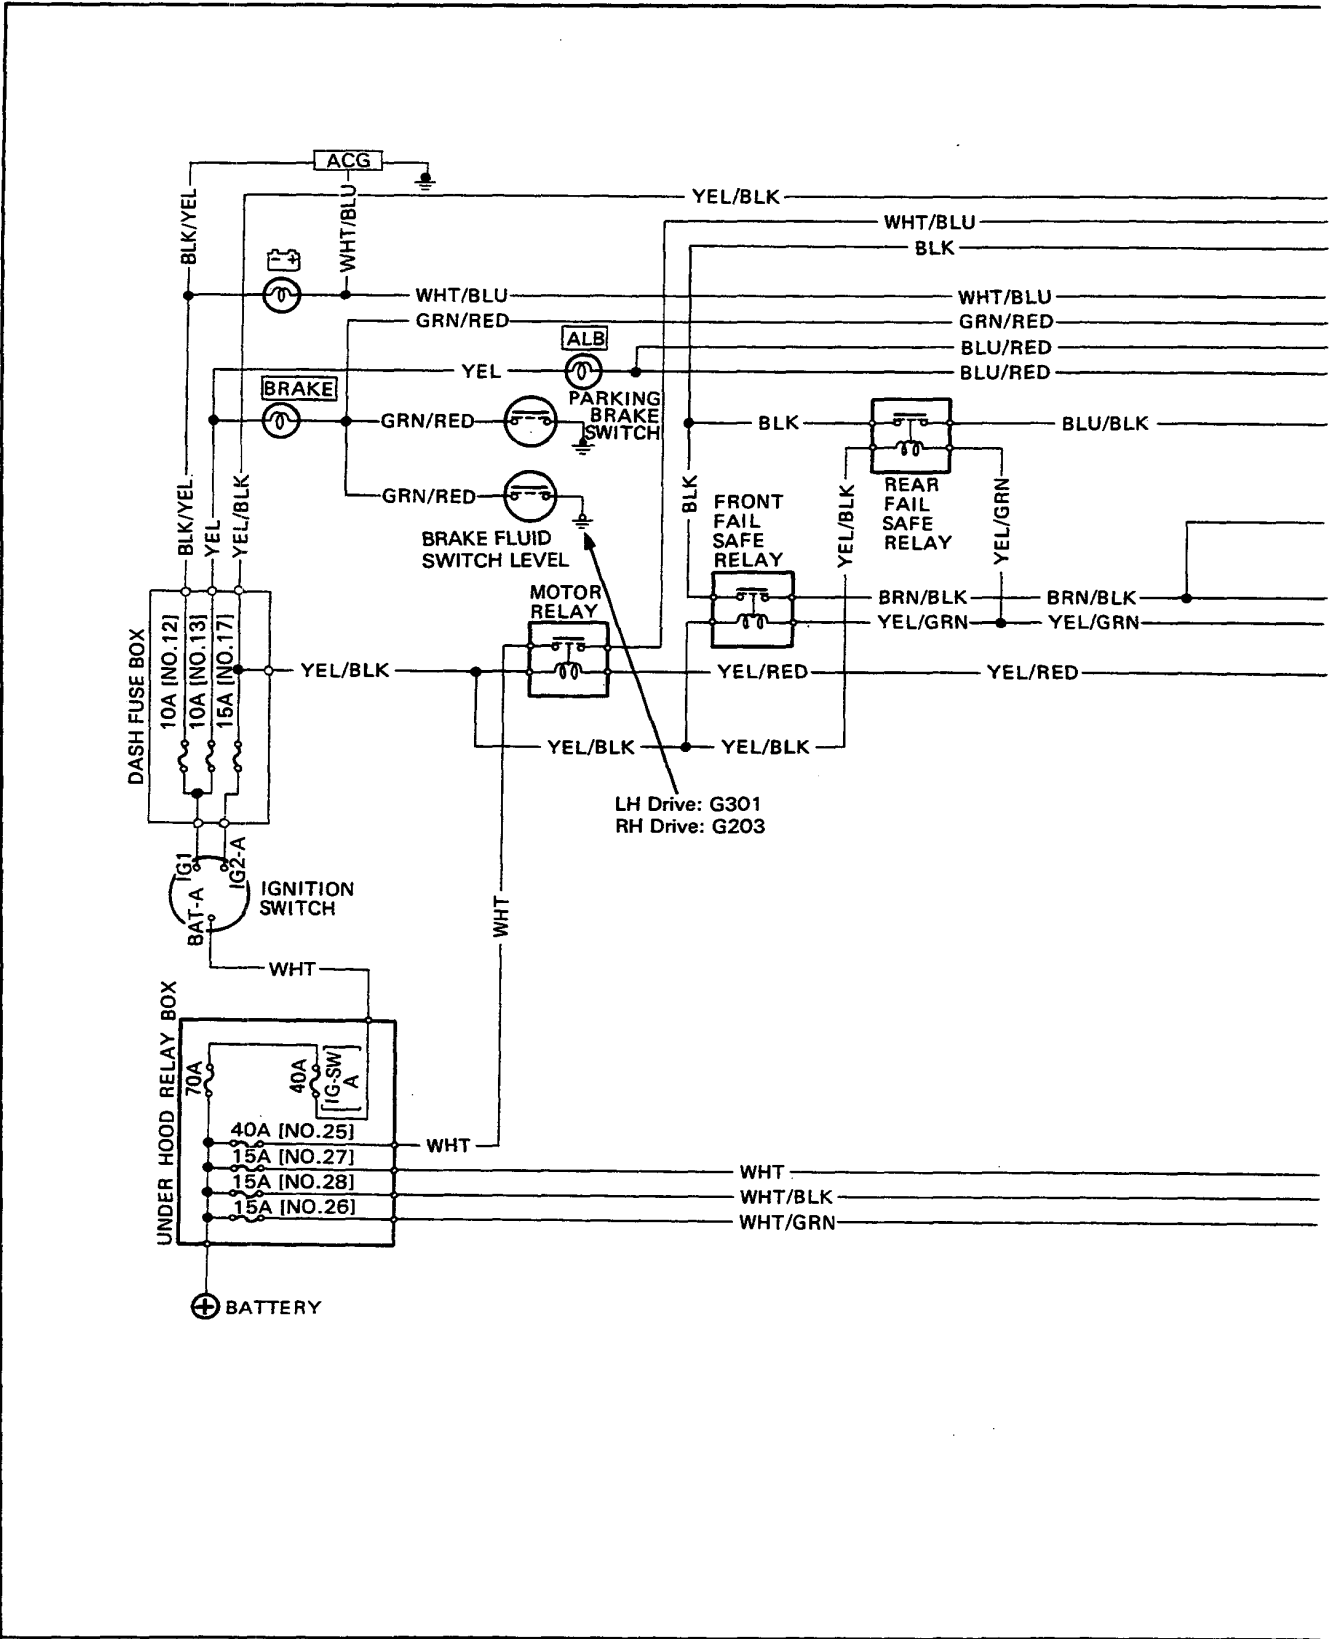 ACG
YEL/BLK
BLK/YEL
WHT/BLU
WHT/BLU
BLK
WHT/BLU
WHT/BLU
GRN/RED
GRN/RED
ALB
BLU/RED
YEL
BLU/RED
BRAKE
PARKING
BRAKE
SWITCH
GRN/RED
BLK
BLU/BLK
GRN/RED
BLK/YEL
YEL
YEL/BLK
BRAKE FLUID
SWITCH LEVEL
BLK
FRONT
FAIL
SAFE
RELAY
YEL/BLK
REAR
FAIL
SAFE
RELAY
YEL/GRN
MOTOR
RELAY
BRN/BLK
BRN/BLK
YEL/GRN
YEL/GRN
DASH FUSE BOX
10A [NO.12]
10A [NO.13]
15A [NO.17]
YEL/BLK
YEL/RED
YEL/RED
YEL/BLK
YEL/BLK
LH Drive: G301
RH Drive: G203
IG1
IG2-A
BAT-A
IGNITION
SWITCH
WHT
WHT
UNDER HOOD RELAY BOX
70A
40A
[IG-SW
A]
40A [NO.25]
WHT
15A [NO.27]
WHT
15A [NO.28]
WHT/BLK
15A [NO.26]
WHT/GRN
BATTERY